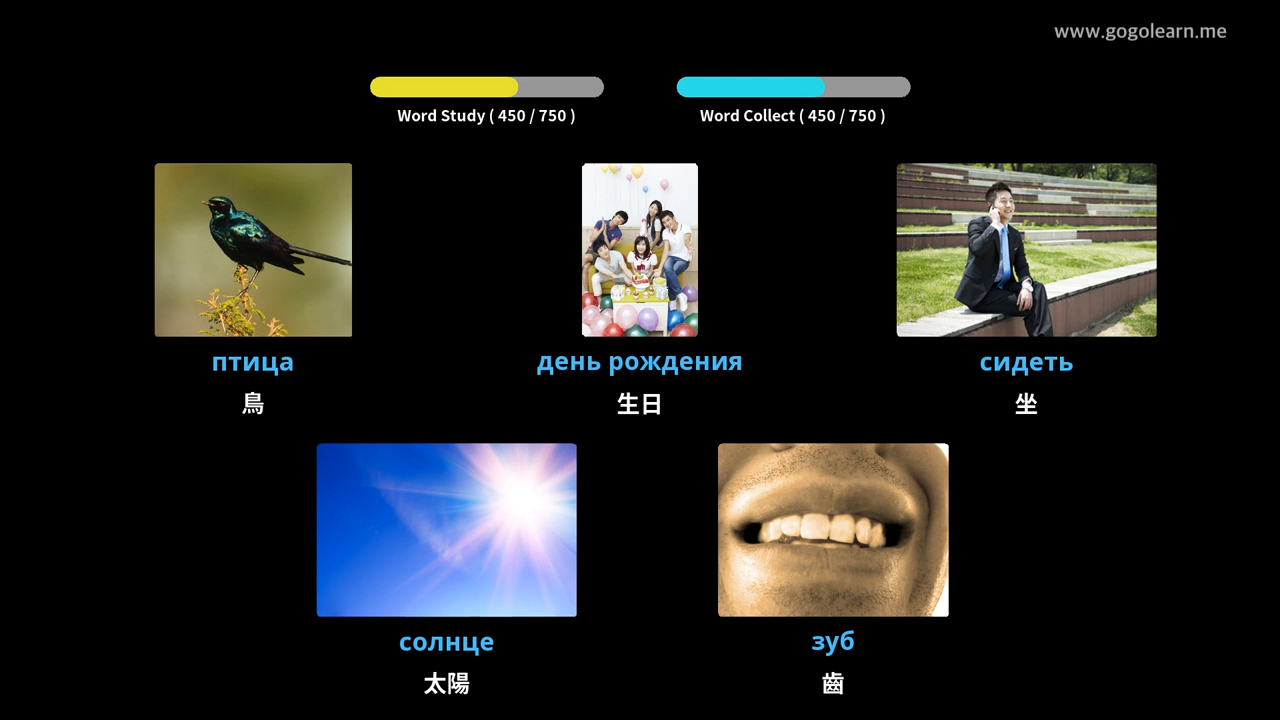 www.gogolearn.me
Word Study ( 450 / 750 )
Word Collect ( 450 / 750 )
птица
鳥
день рождения
生日
сидеть
坐
солнце
太陽
зуб
齒